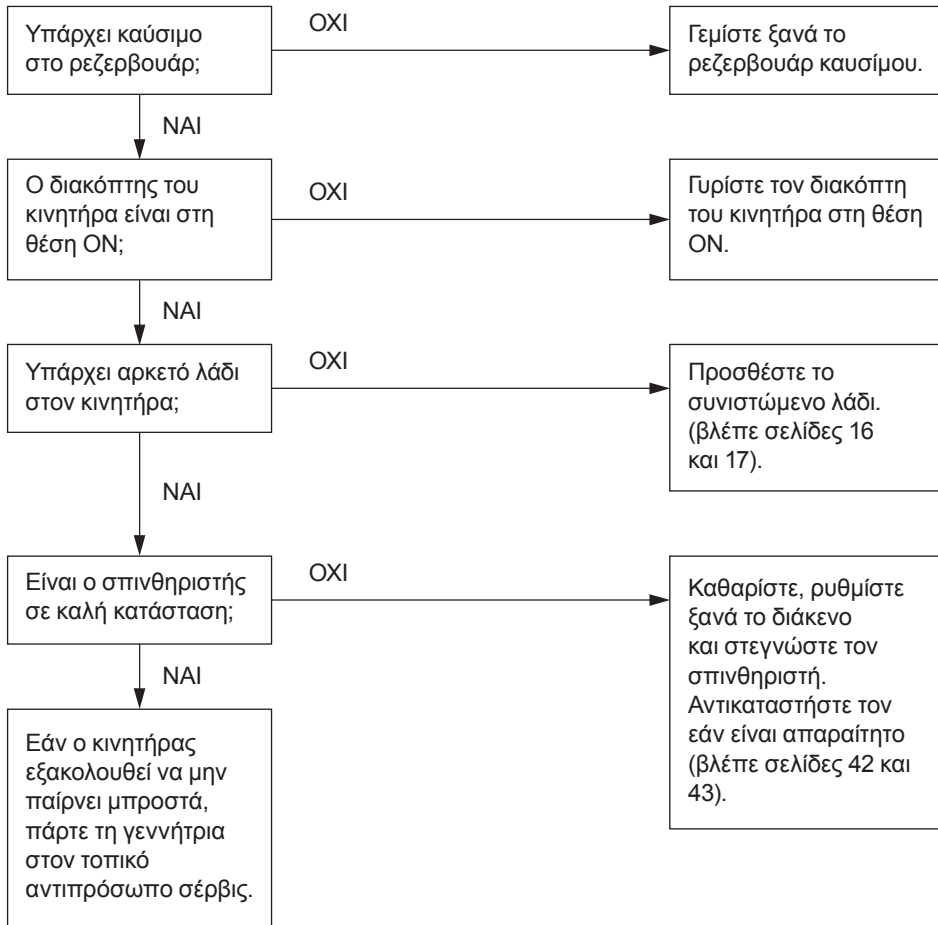 Υπάρχει καύσιμο
στο ρεζερβουάρ;
ΟΧΙ
Γεμίστε ξανά το
ρεζερβουάρ καυσίμου.
ΝΑΙ
Ο διακόπτης του
κινητήρα είναι στη
θέση ON;
ΟΧΙ
Γυρίστε τον διακόπτη
του κινητήρα στη θέση
ON.
ΝΑΙ
Υπάρχει αρκετό λάδι
στον κινητήρα;
ΟΧΙ
Προσθέστε το
συνιστώμενο λάδι.
(βλέπε σελίδες 16
και 17).
ΝΑΙ
Είναι ο σπινθηριστής
σε καλή κατάσταση;
ΟΧΙ
Καθαρίστε, ρυθμίστε
ξανά το διάκενο
και στεγνώστε τον
σπινθηριστή.
Αντικαταστήστε τον
εάν είναι απαραίτητο
(βλέπε σελίδες 42 και
43).
ΝΑΙ
Εάν ο κινητήρας
εξακολουθεί να μην
παίρνει μπροστά,
πάρτε τη γεννήτρια
στον τοπικό
αντιπρόσωπο σέρβις.